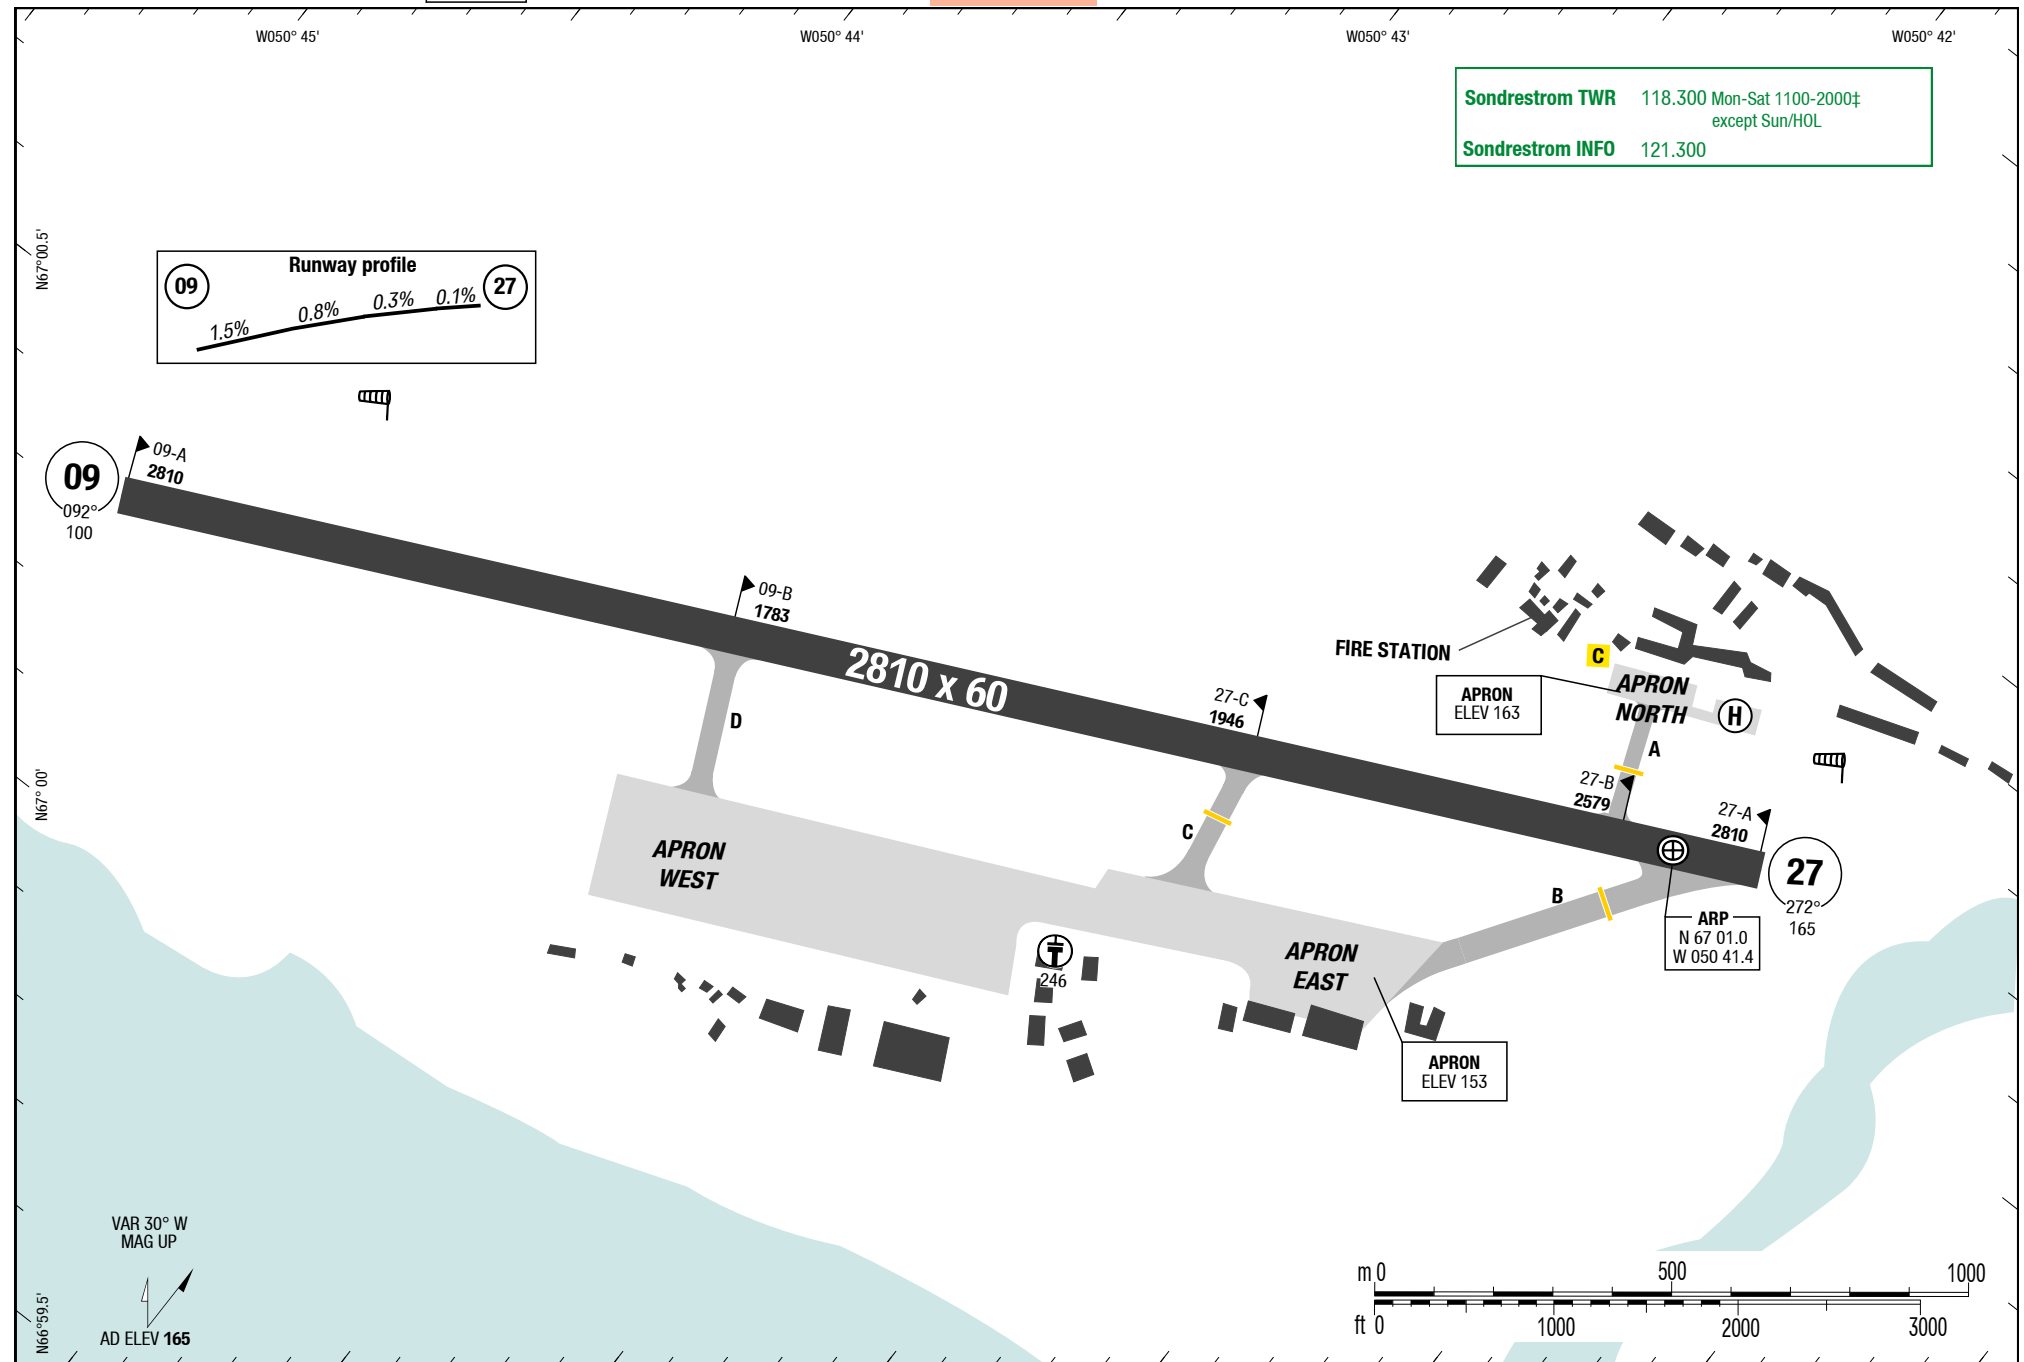 W050° 45'
W050° 44'
W050° 43'
W050° 42'
Sondrestrom TWR 118.300 Mon-Sat 1100-2000‡
except Sun/HOL
Sondrestrom INFO 121.300
N67°00.5'
Runway profile
09
27
1.5%
0.8%
0.3%
0.1%
09-A
2810
09
092°
100
09-B
1783
2810 x 60
FIRE STATION
C
APRON
NORTH
APRON
ELEV 163
H
A
27-C
1946
D
27-B
2579
27-A
2810
N67° 00'
C
APRON
WEST
27
272°
165
B
ARP
N 67 01.0
W 050 41.4
APRON
EAST
246
APRON
ELEV 153
VAR 30° W
MAG UP
AD ELEV 165
N66°59.5'
m 0 500 1000
ft 0 1000 2000 3000